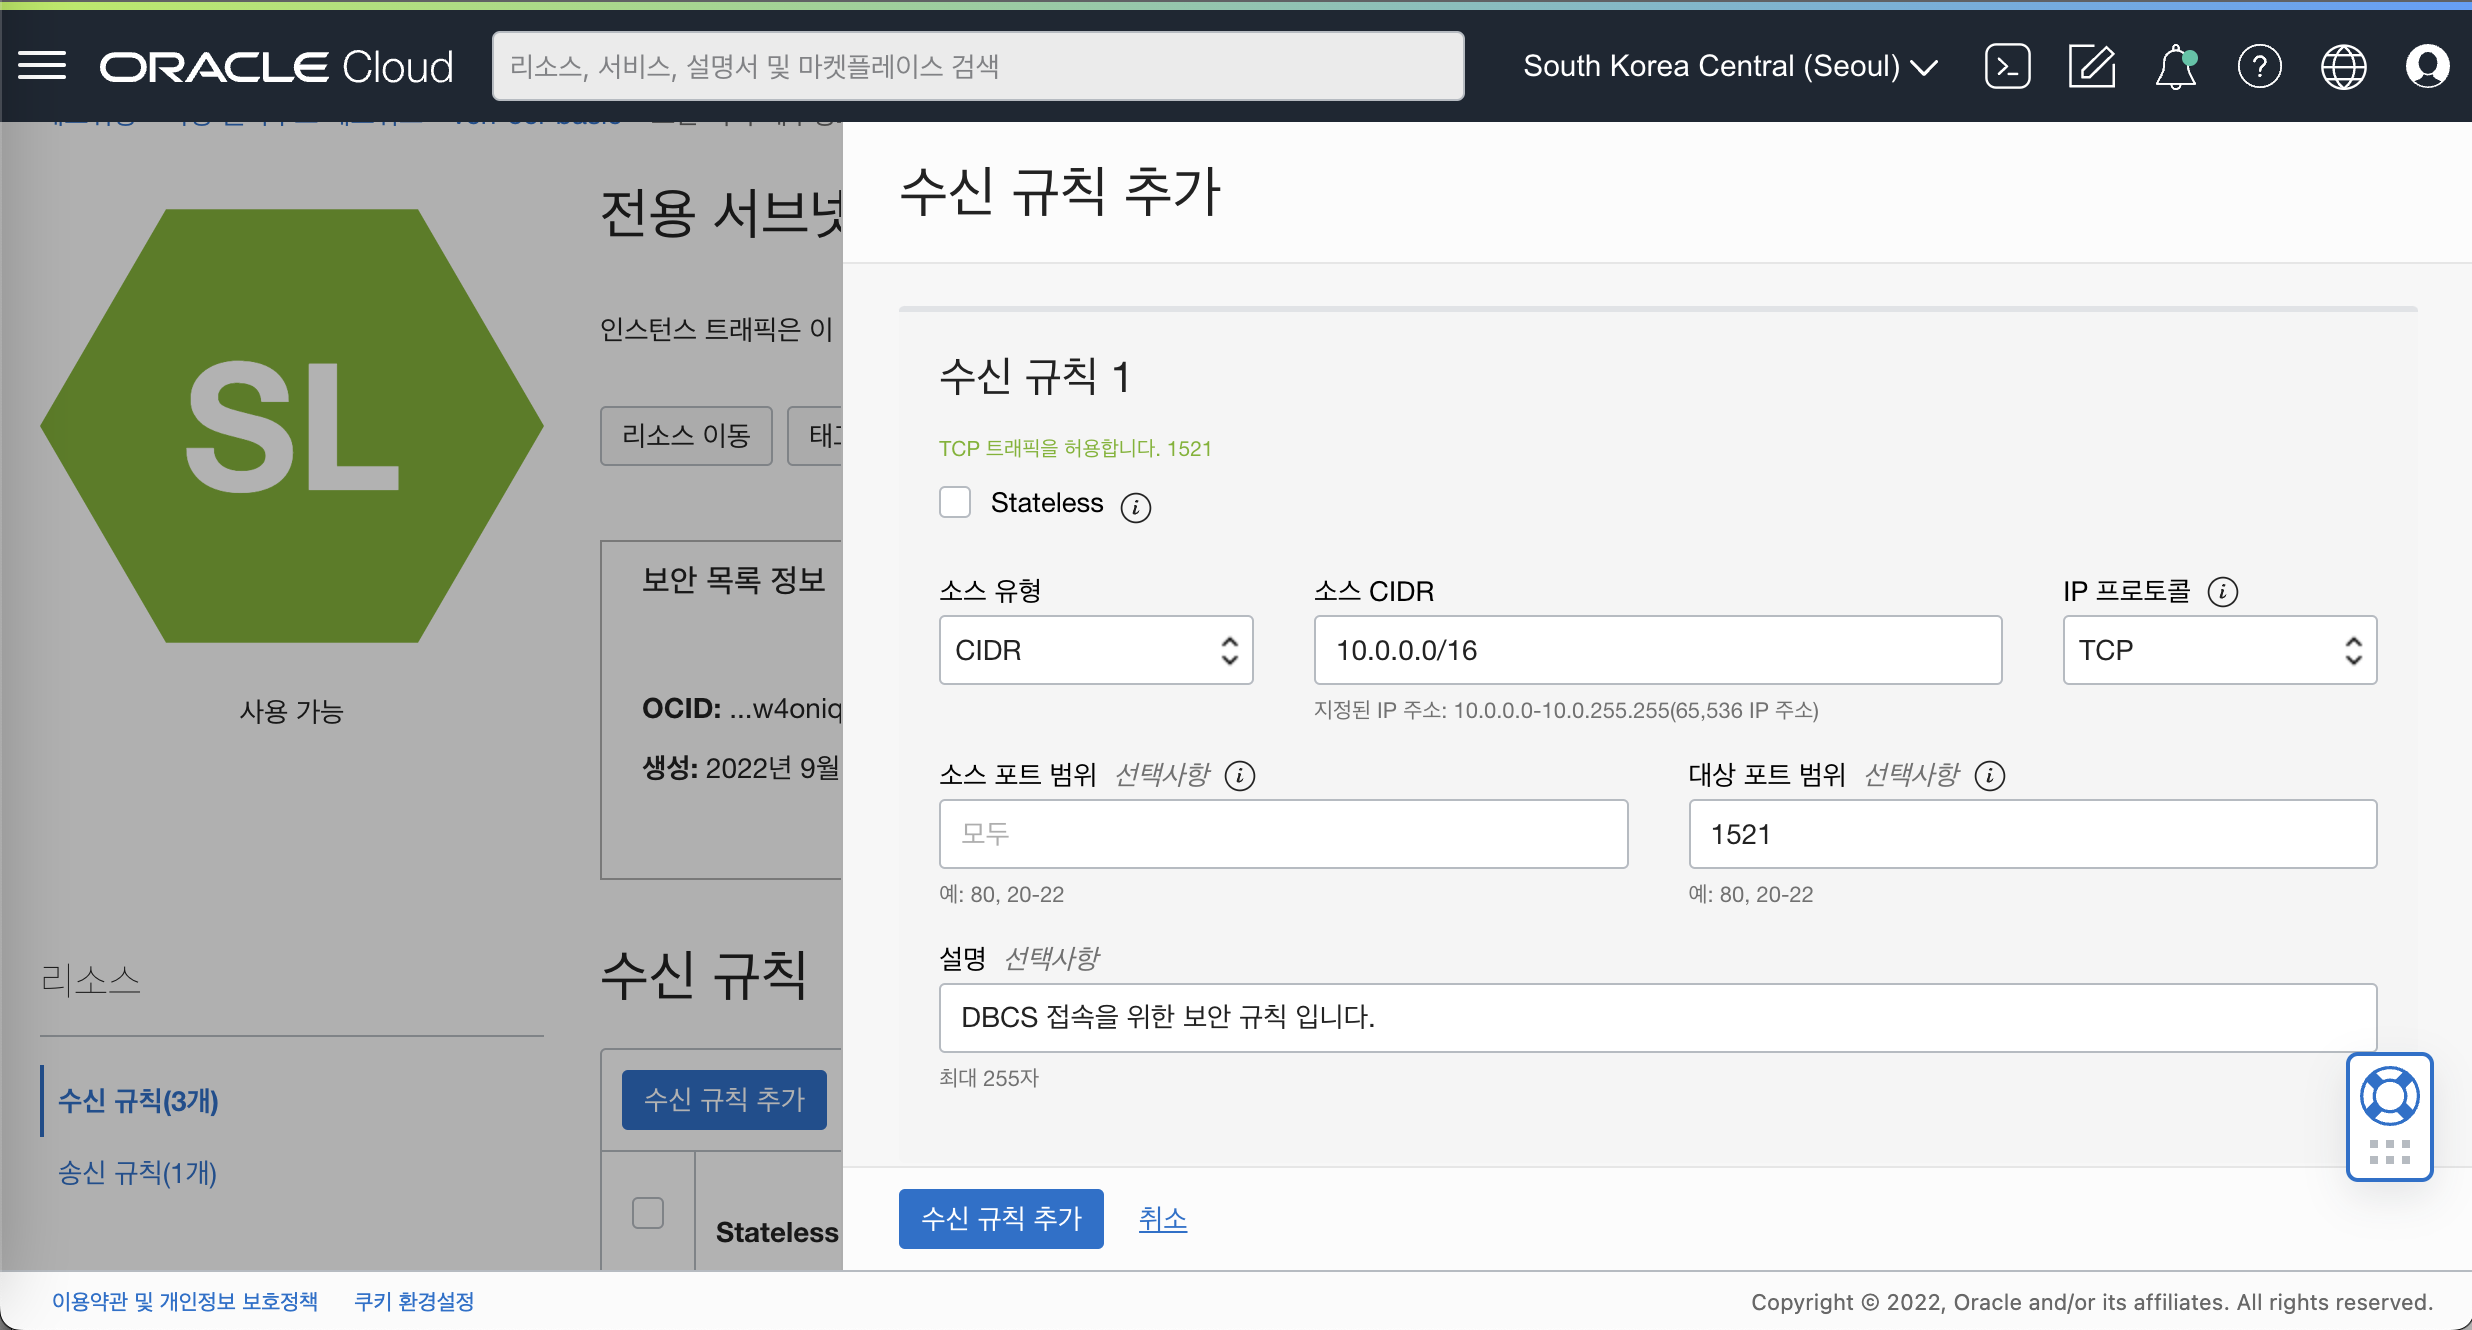 ORACLE Cloud
리소스, 서비스, 설명서 및 마켓플레이스 검색
South Korea Central (Seoul)
전용 서브넷
SL
인스턴스 트래픽은 이
리소스 이동
보안 목록 정보
사용 가능
OCID: ...w4oniq
생성: 2022년 9월
리소스
수신 규칙(3개)
송신 규칙(1개)
수신 규칙
수신 규칙 추가
Stateless
수신 규칙 추가
수신 규칙 1
TCP 트래픽을 허용합니다. 1521
Stateless
소스 유형
CIDR
소스 CIDR
10.0.0.0/16
지정된 IP 주소: 10.0.0.0-10.0.255.255(65,536 IP 주소)
IP 프로토콜
TCP
소스 포트 범위 선택사항
모두
예: 80, 20-22
대상 포트 범위 선택사항
1521
예: 80, 20-22
설명 선택사항
DBCS 접속을 위한 보안 규칙 입니다.
최대 255자
수신 규칙 추가 취소
이용약관 및 개인정보 보호정책 쿠키 환경설정
Copyright © 2022, Oracle and/or its affiliates. All rights reserved.